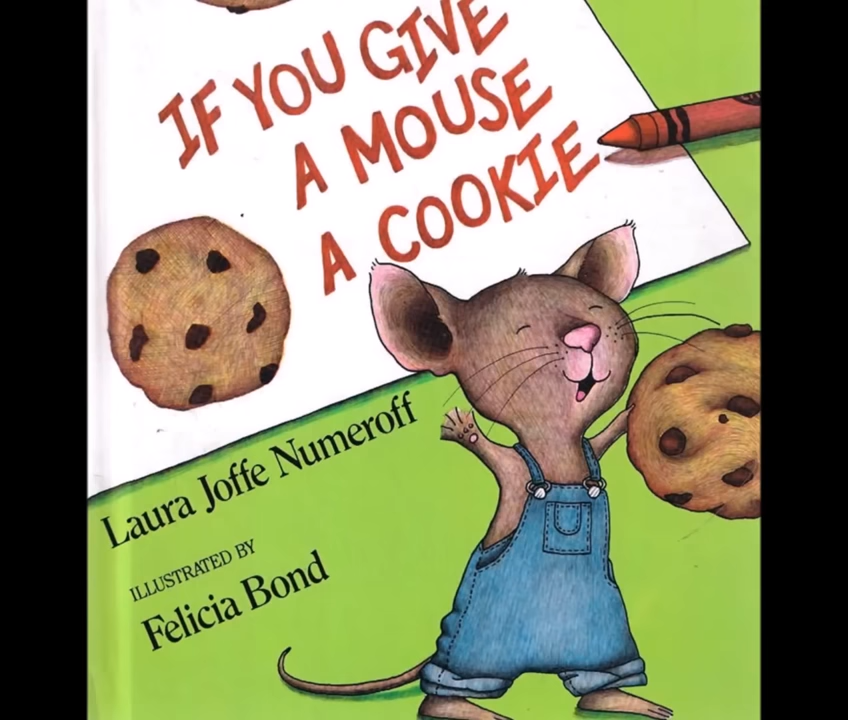 IF YOU GIVE
A MOUSE
A COOKIE
Laura Joffe Numeroff
ILLUSTRATED BY
Felicia Bond